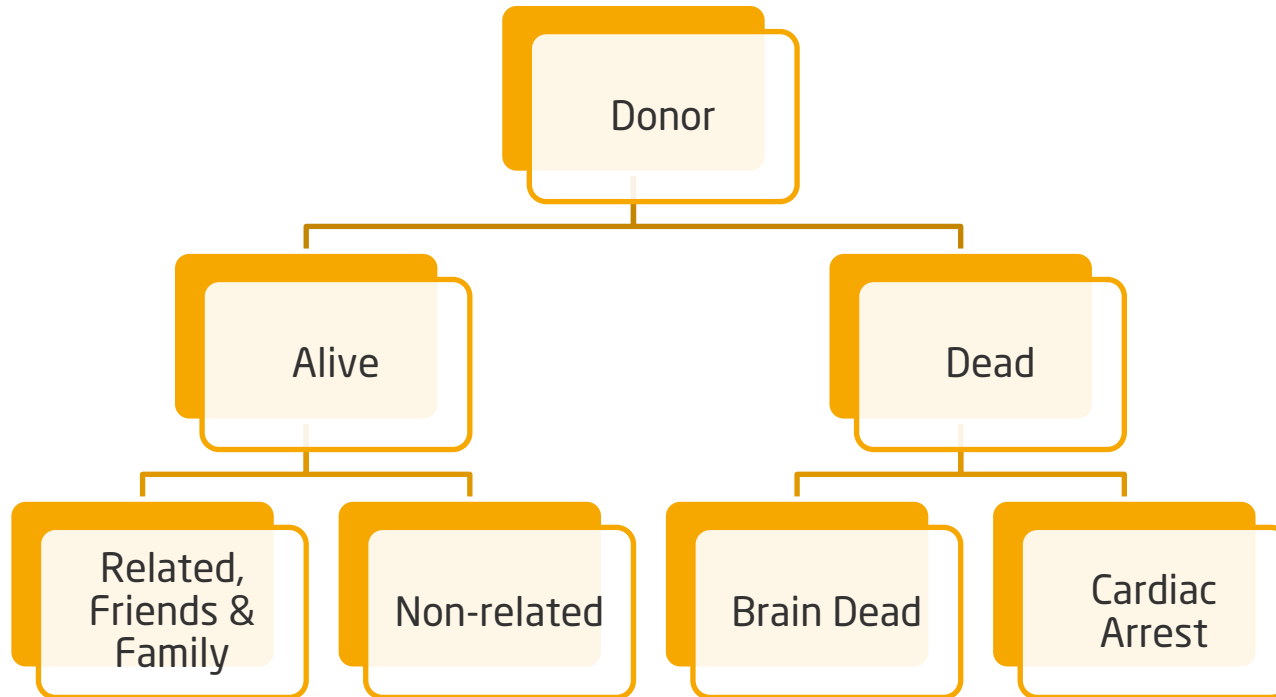 Donor
Alive
Dead
Related,
Friends &
Family
Non-related
Brain Dead
Cardiac
Arrest